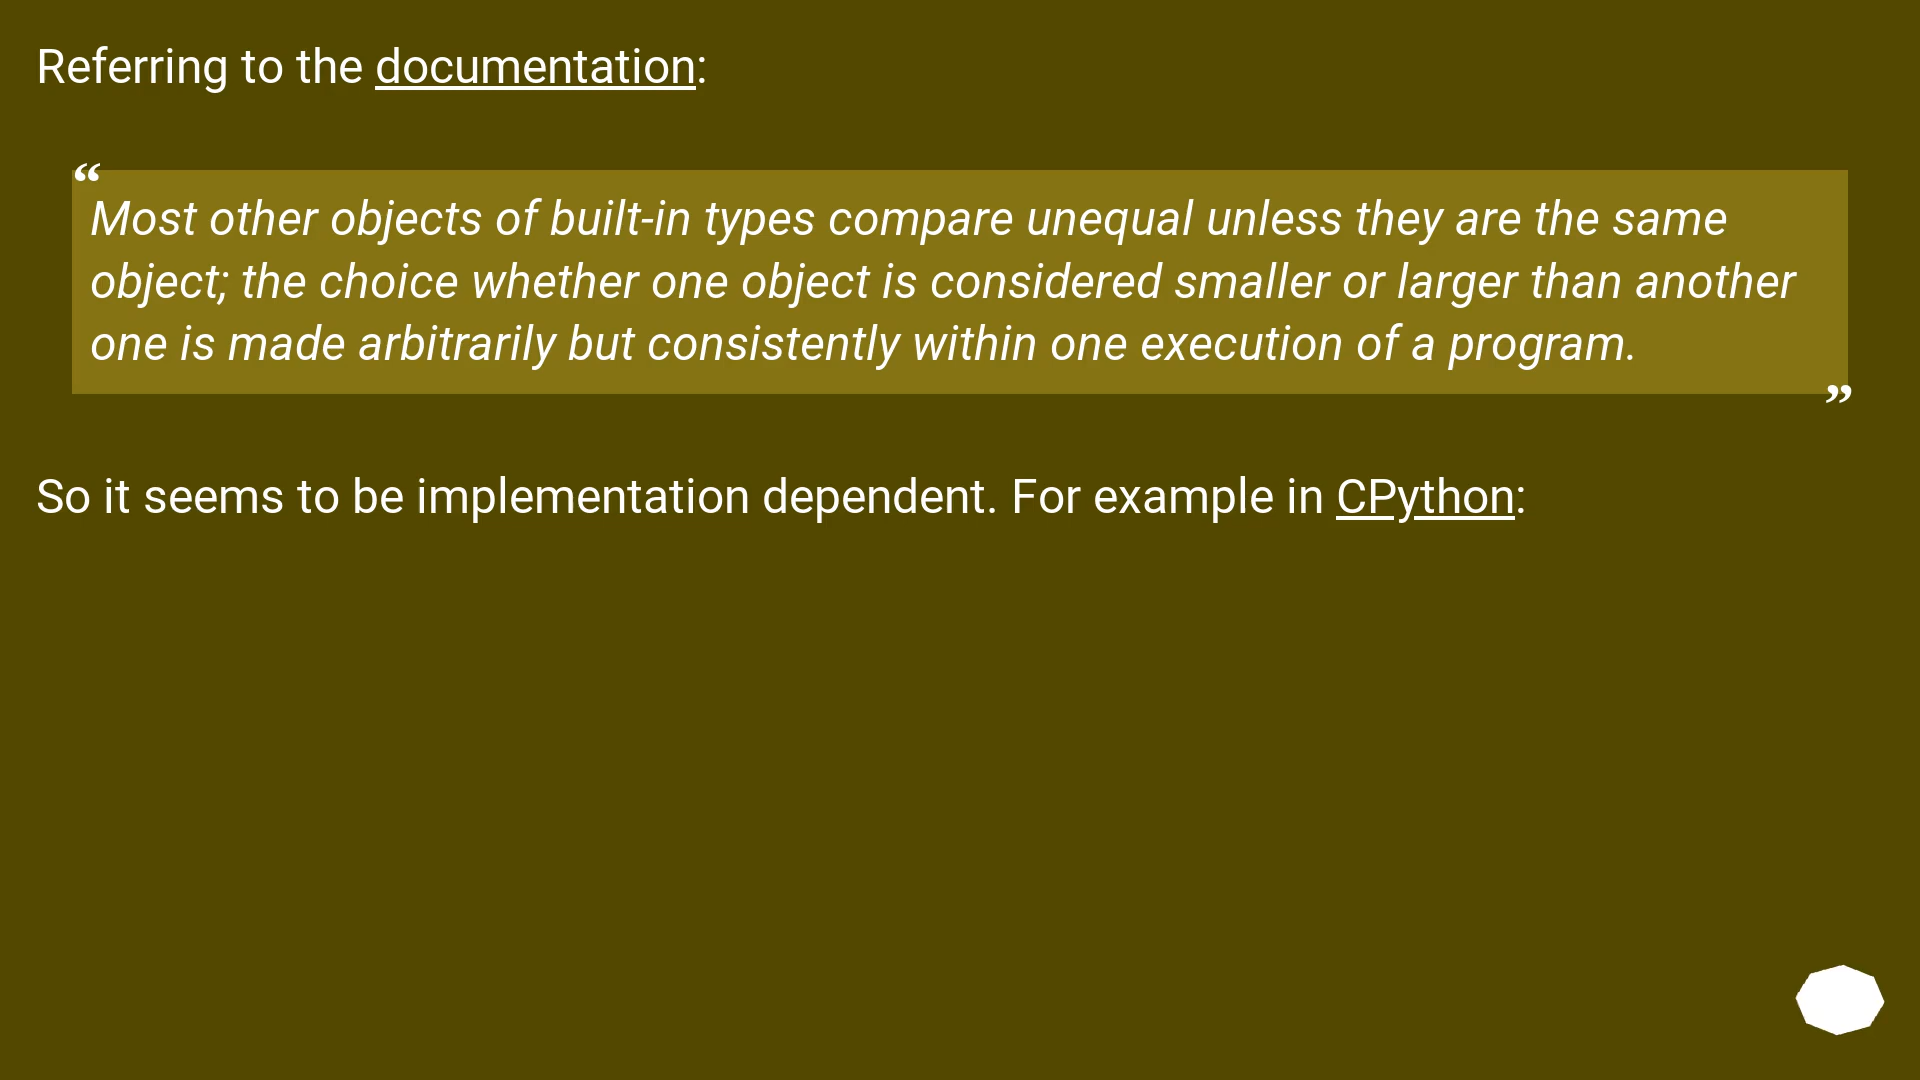 Referring to the documentation:
“
Most other objects of built-in types compare unequal unless they are the same
object; the choice whether one object is considered smaller or larger than another
one is made arbitrarily but consistently within one execution of a program.
”
So it seems to be implementation dependent. For example in CPython: